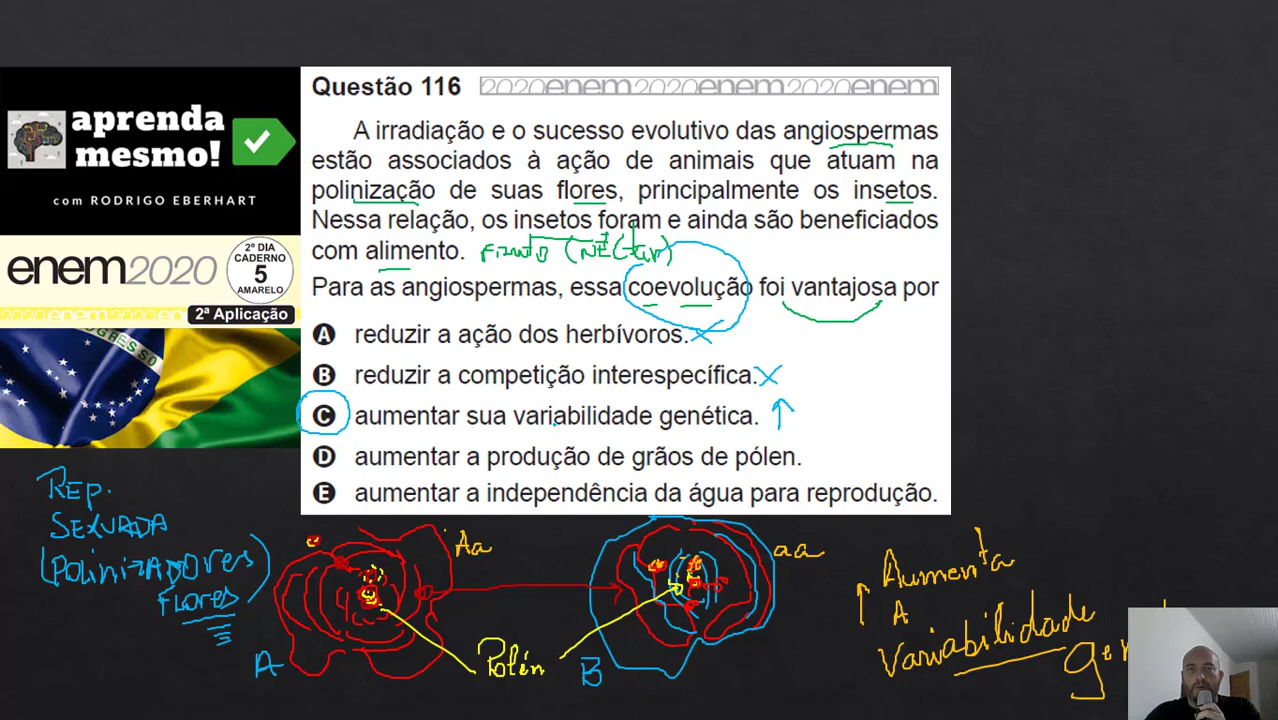 aprenda
mesmo!
com RODRIGO EBERHART
enem2020
2º DIA
CADERNO
5
AMARELO
2ª Aplicação
Questão 116
2020enem2020enem2020enem
A irradiação e o sucesso evolutivo das angiospermas
estão associados à ação de animais que atuam na
polinização de suas flores, principalmente os insetos.
Nessa relação, os insetos foram e ainda são beneficiados
com alimento.
(NÉCtar)
Para as angiospermas, essa coevolução foi vantajosa por
A reduzir a ação dos herbívoros. X
B reduzir a competição interespecífica. X
C aumentar sua variabilidade genética. ↑
D aumentar a produção de grãos de pólen.
E aumentar a independência da água para reprodução.
REP.
SEXUADA
(PoliniZADOres
FLORES)
Aa
aa
A
Polén
B
↑ Aumenta
A
Variabilidade